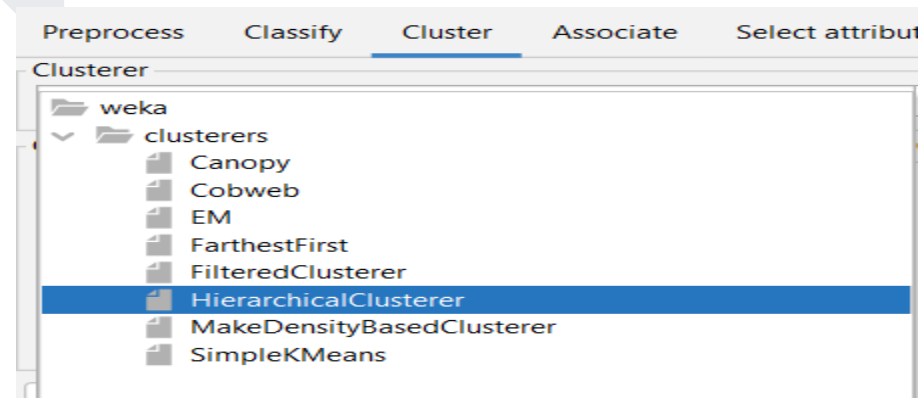 Preprocess Classify Cluster Associate Select attribut
Clusterer
weka
clusterers
Canopy
Cobweb
EM
FarthestFirst
FilteredClusterer
HierarchicalClusterer
MakeDensityBasedClusterer
SimpleKMeans